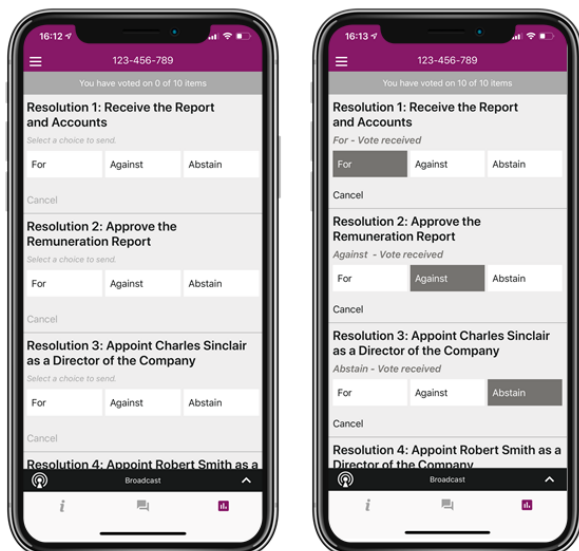 16:12
123-456-789
You have voted on 0 of 10 items
Resolution 1: Receive the Report
and Accounts
Select a choice to send.
For Against Abstain
Cancel
Resolution 2: Approve the
Remuneration Report
Select a choice to send.
For Against Abstain
Cancel
Resolution 3: Appoint Charles Sinclair
as a Director of the Company
Select a choice to send.
For Against Abstain
Cancel
Resolution 4: Appoint Robert Smith as a
Broadcast
16:13
123-456-789
You have voted on 10 of 10 items
Resolution 1: Receive the Report
and Accounts
For - Vote received
For Against Abstain
Cancel
Resolution 2: Approve the
Remuneration Report
Against - Vote received
For Against Abstain
Cancel
Resolution 3: Appoint Charles Sinclair
as a Director of the Company
Abstain - Vote received
For Against Abstain
Cancel
Resolution 4: Appoint Robert Smith as a
Director of the Company
Broadcast